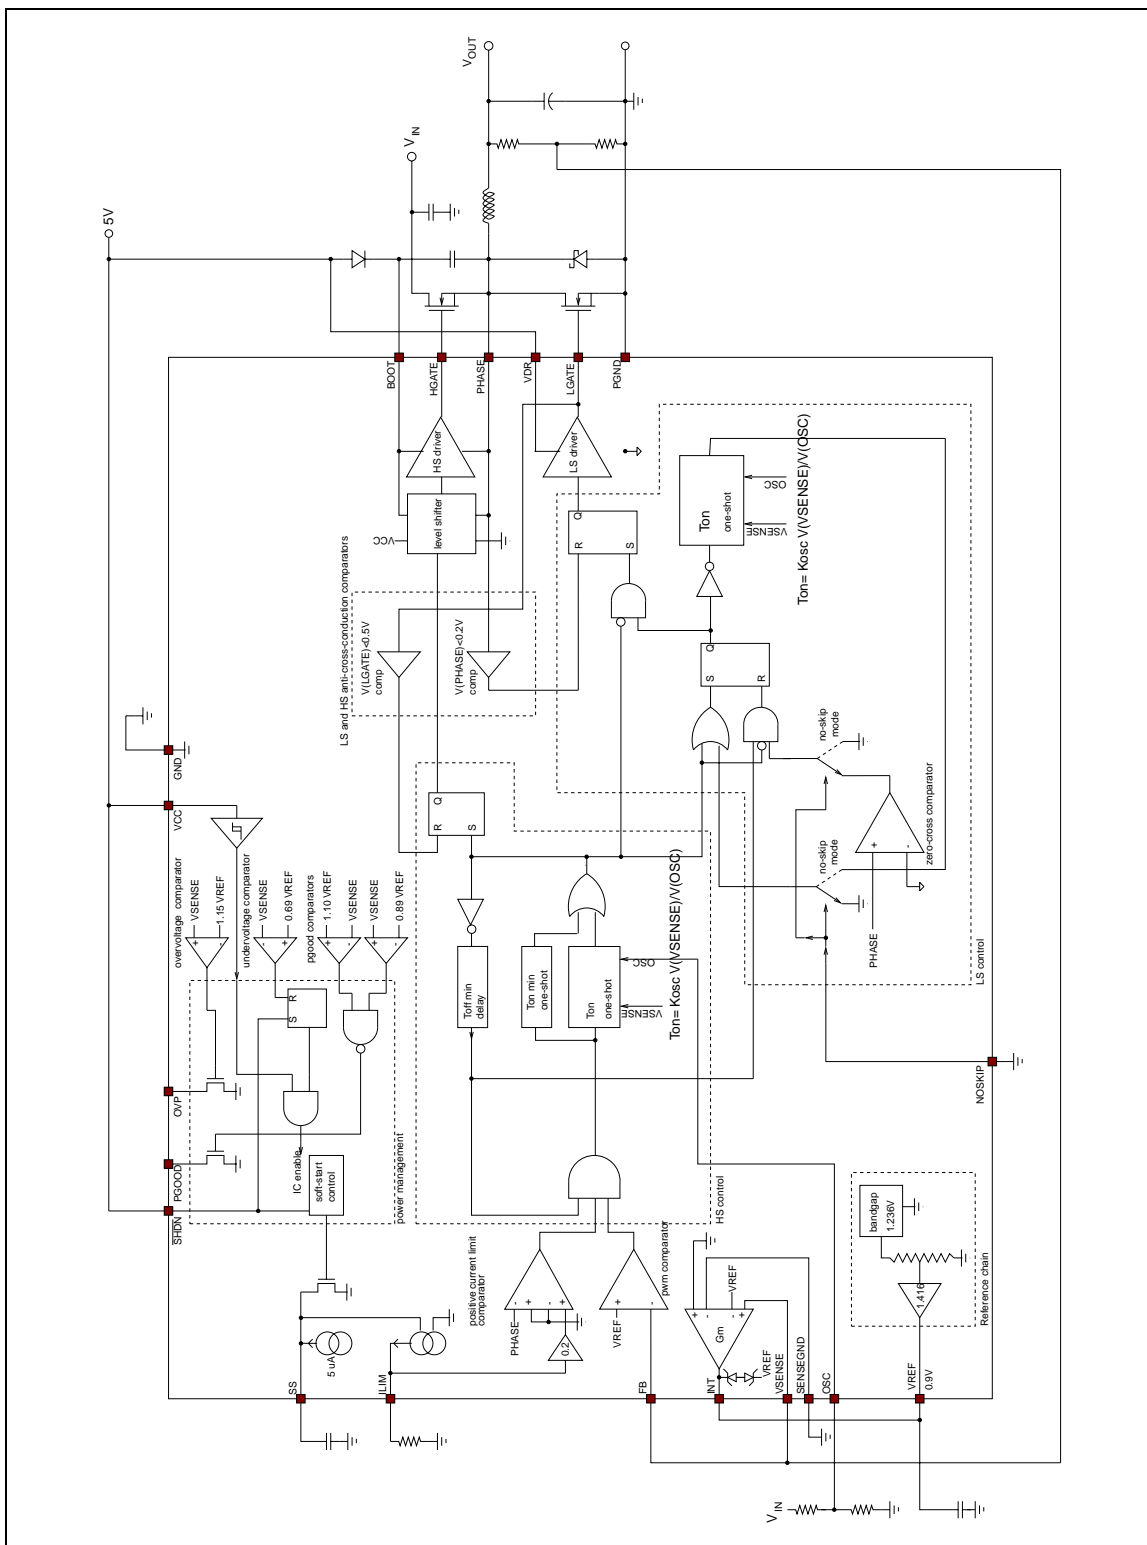 VOUT
VIN
5V
BOOT
HGATE
PHASE
VDR
LGATE
PGND
HS driver
LS driver
level shifter
VCC
LS and HS anti-cross-conduction comparators
V(LGATE)<0.5V
comp
V(PHASE)<0.2V
comp
R
Q
S
Ton
one-shot
VSENSE
OSC
Ton= Kosc V(VSENSE)/V(OSC)
S
Q
R
GND
VCC
overvoltage comparator
VSENSE
1.15 VREF
undervoltage comparator
VSENSE
0.69 VREF
pgood comparators
1.10 VREF
VSENSE
VSENSE
0.89 VREF
R
Q
S
no-skip
mode
no-skip
mode
zero-cross comparator
PHASE
LS control
Toff min
delay
Ton min
one-shot
Ton
one-shot
VSENSE
OSC
Ton= Kosc V(VSENSE)/V(OSC)
HS control
S
R
OVP
PGOOD
SHDN
IC enable
soft-start
control
power management
NOSKIP
positive current limit
comparator
PHASE
0.2
pwm comparator
VREF
Gm
VREF
VREF
bandgap
1.236V
1.416
Reference chain
5 uA
SS
ILIM
FB
INT
VSENSE
SENSEGND
OSC
VREF
0.9V
VIN